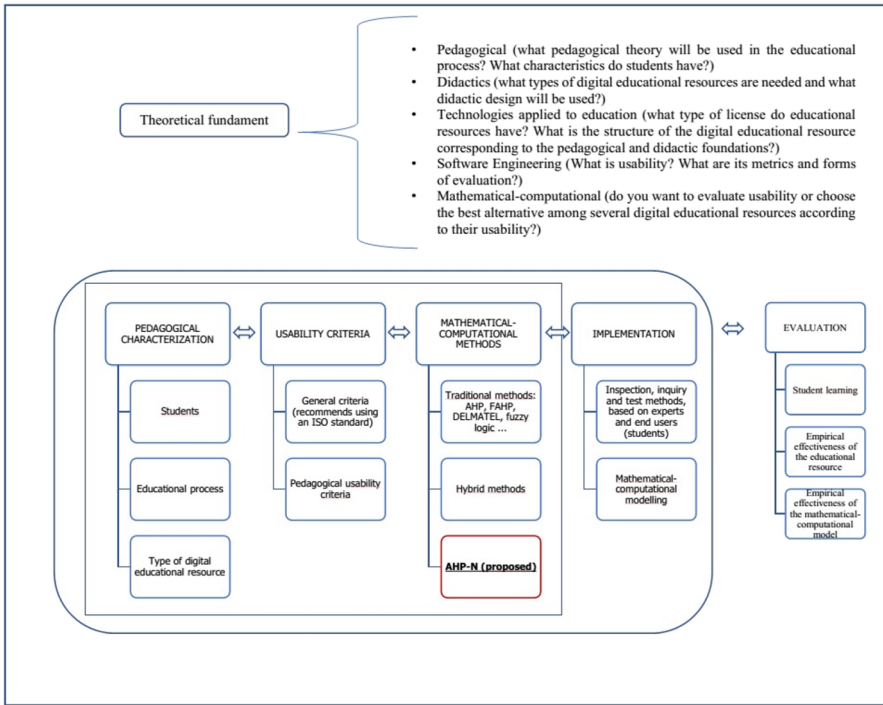 Theoretical fundament
• Pedagogical (what pedagogical theory will be used in the educational
process? What characteristics do students have?)
• Didactics (what types of digital educational resources are needed and what
didactic design will be used?)
• Technologies applied to education (what type of license do educational
resources have? What is the structure of the digital educational resource
corresponding to the pedagogical and didactic foundations?)
• Software Engineering (What is usability? What are its metrics and forms
of evaluation?)
• Mathematical-computational (do you want to evaluate usability or choose
the best alternative among several digital educational resources according
to their usability?)
PEDAGOGICAL
CHARACTERIZATION
Students
Educational process
Type of digital
educational resource
USABILITY CRITERIA
General criteria
(recommends using
an ISO standard)
Pedagogical usability
criteria
MATHEMATICAL-
COMPUTATIONAL
METHODS
Traditional methods:
AHP, FAHP,
DELMATEL, fuzzy
logic ...
Hybrid methods
AHP-N (proposed)
IMPLEMENTATION
Inspection, inquiry
and test methods,
based on experts
and end users
(students)
Mathematical-
computational
modelling
EVALUATION
Student learning
Empirical
effectiveness of
the educational
resource
Empirical
effectiveness of
the mathematical-
computational
model